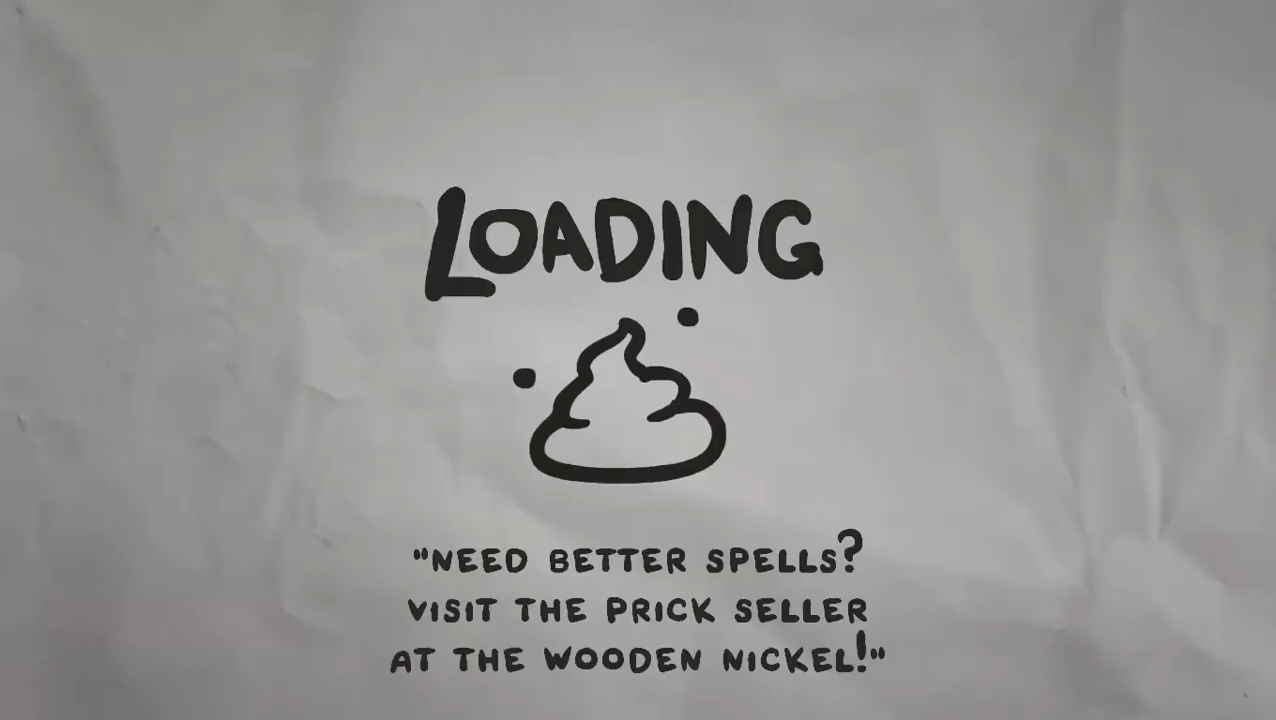 LOADING
"NEED BETTER SPELLS?
VISIT THE PRICK SELLER
AT THE WOODEN NICKEL!"